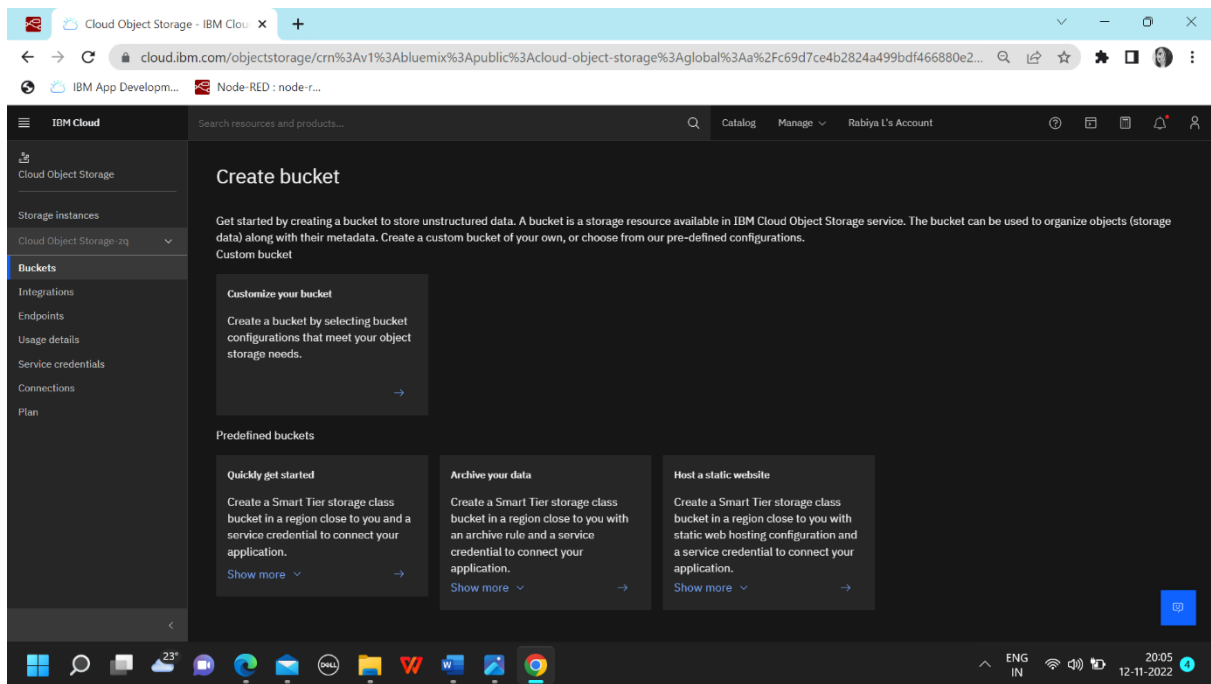 Cloud Object Storage - IBM Clou
cloud.ibm.com/objectstorage/crn%3Av1%3Abluemix%3Apublic%3Acloud-object-storage%3Aglobal%3Aa%2Fc69d7ce4b2824a499bdf466880e2...
IBM App Developm... Node-RED : node-r...
IBM Cloud Search resources and products... Catalog Manage Rabiya L's Account
Cloud Object Storage
Storage instances
Cloud Object Storage-zq
Buckets
Integrations
Endpoints
Usage details
Service credentials
Connections
Plan
Create bucket
Get started by creating a bucket to store unstructured data. A bucket is a storage resource available in IBM Cloud Object Storage service. The bucket can be used to organize objects (storage
data) along with their metadata. Create a custom bucket of your own, or choose from our pre-defined configurations.
Custom bucket
Customize your bucket
Create a bucket by selecting bucket
configurations that meet your object
storage needs.
Predefined buckets
Quickly get started
Create a Smart Tier storage class
bucket in a region close to you and a
service credential to connect your
application.
Show more
Archive your data
Create a Smart Tier storage class
bucket in a region close to you with
an archive rule and a service
credential to connect your
application.
Show more
Host a static website
Create a Smart Tier storage class
bucket in a region close to you with
static web hosting configuration and
a service credential to connect your
application.
Show more
23°
DELL
W
ENG
IN
20:05
12-11-2022
4